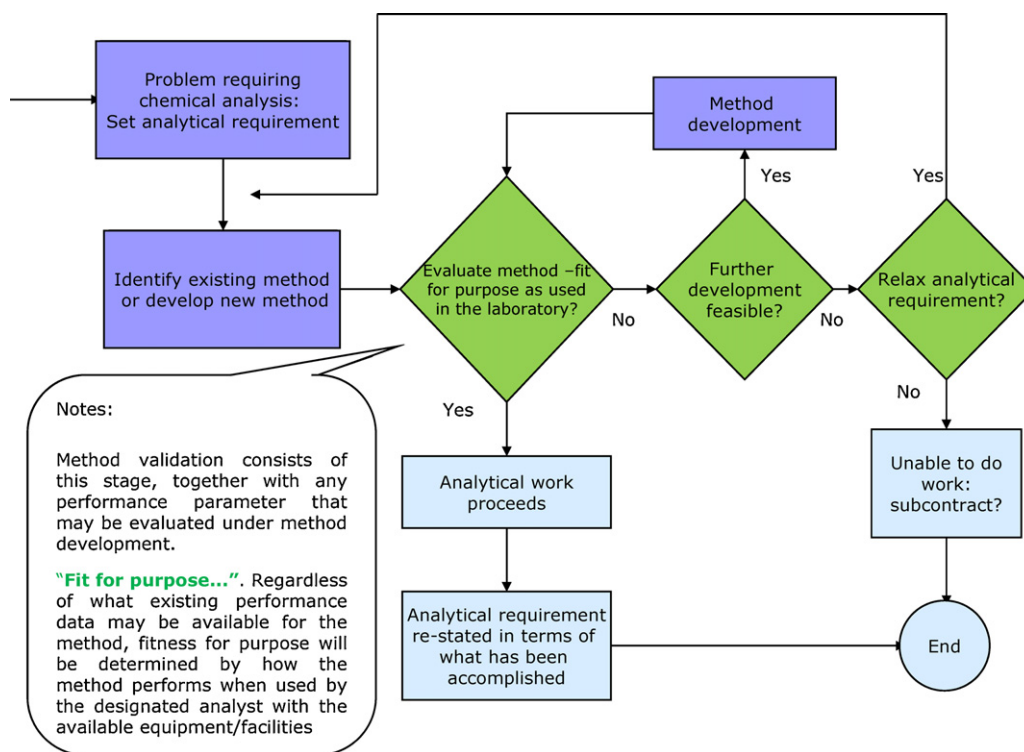 Problem requiring
chemical analysis:
Set analytical requirement
Method
development
Yes
Yes
Identify existing method
or develop new method
Evaluate method –fit
for purpose as used
in the laboratory?
No
Further
development
feasible?
No
Relax analytical
requirement?
No
Yes
Notes:
Method validation consists of
this stage, together with any
performance parameter that
may be evaluated under method
development.
“Fit for purpose...”. Regardless
of what existing performance
data may be available for the
method, fitness for purpose will
be determined by how the
method performs when used by
the designated analyst with the
available equipment/facilities
Analytical work
proceeds
Unable to do
work:
subcontract?
Analytical requirement
re-stated in terms of
what has been
accomplished
End